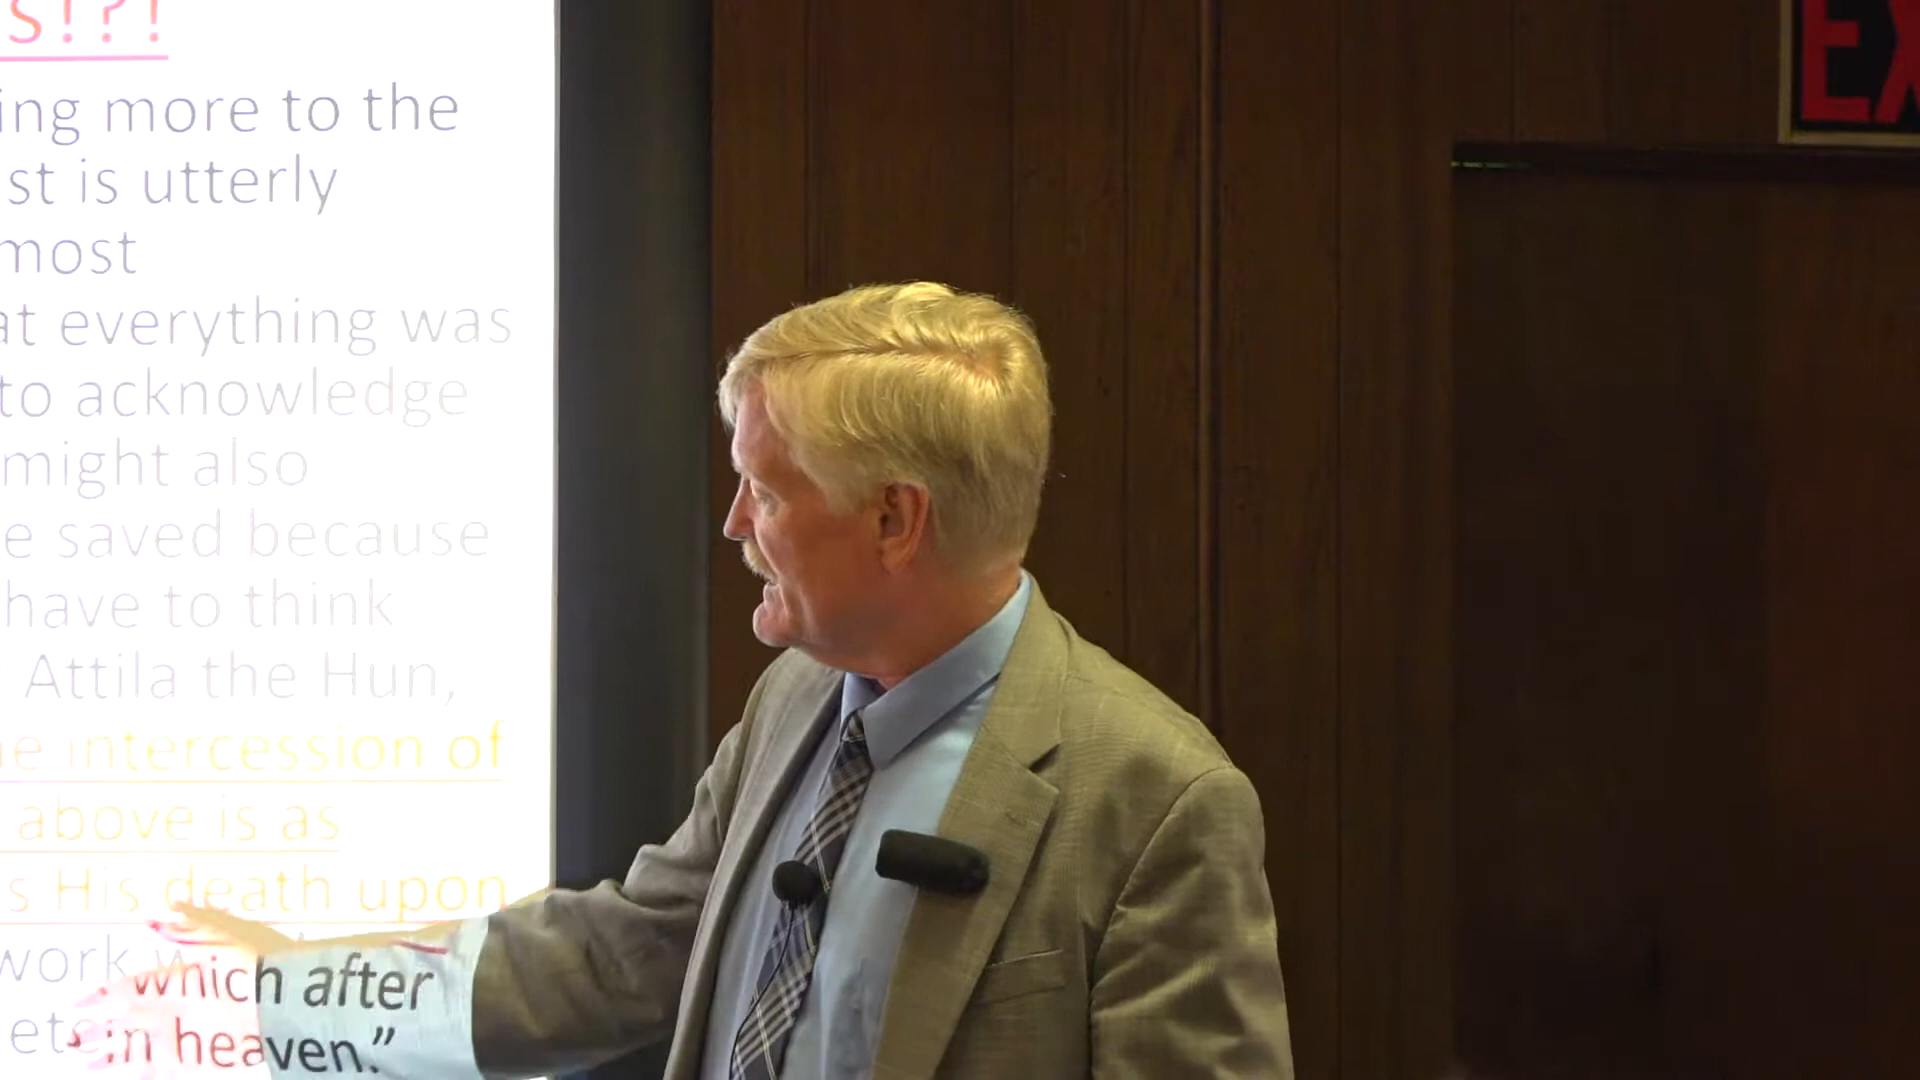 s!?!
ing more to the
st is utterly
most
at everything was
to acknowledge
might also
e saved because
have to think
Attila the Hun,
e intercession of
above is as
s His death upon
work which after
ete in heaven.”
EX